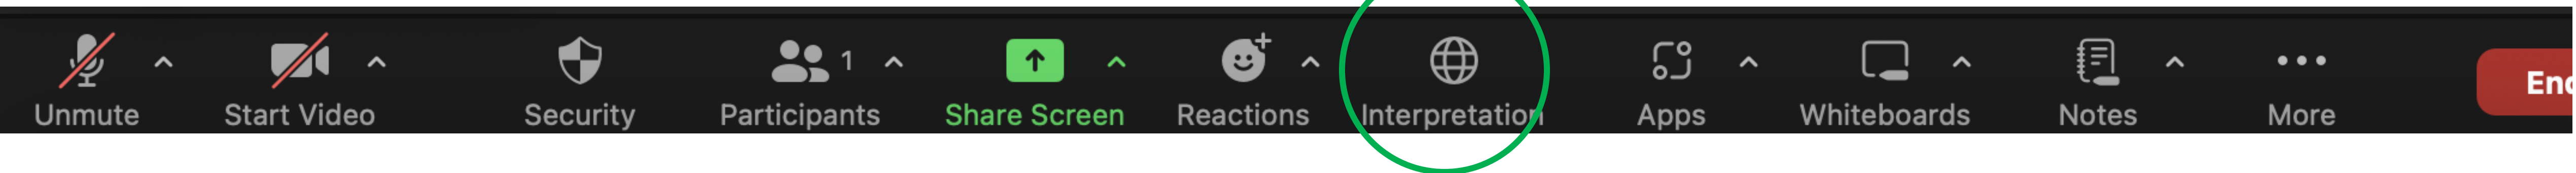 Unmute
Start Video
Security
1
Participants
Share Screen
Reactions
Interpretation
Apps
Whiteboards
Notes
More